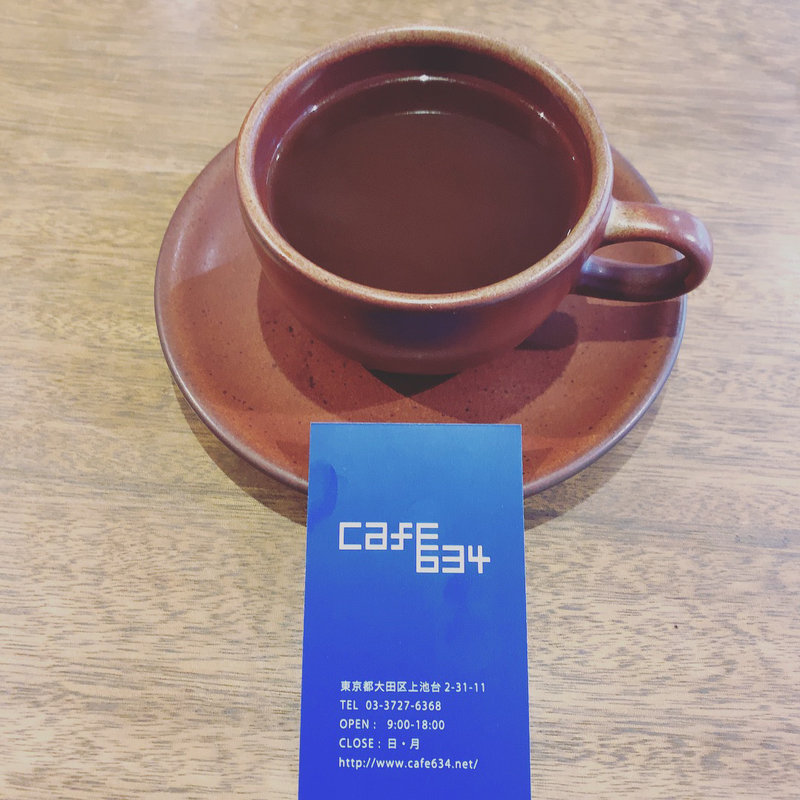 cafE
634
東京都大田区上池台 2-31-11
TEL 03-3727-6368
OPEN : 9:00-18:00
CLOSE : 日・月
http://www.cafe634.net/